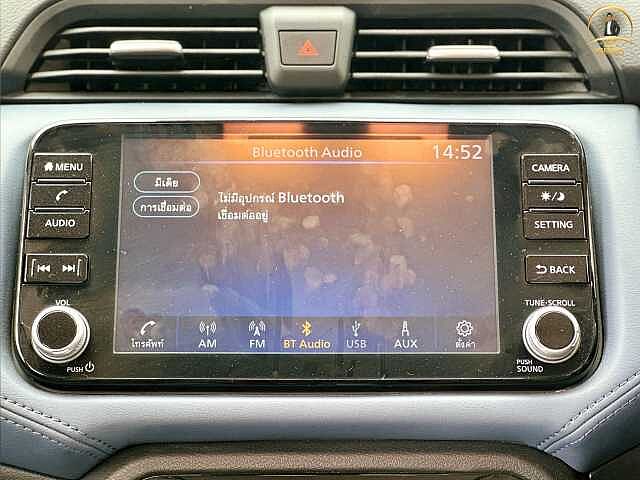 Bluetooth Audio 14:52
MENU
AUDIO
VOL
PUSH
มีเดีย
การเชื่อมต่อ
ไม่มีอุปกรณ์ Bluetooth
เชื่อมต่ออยู่
โทรศัพท์ AM FM BT Audio USB AUX ตั้งค่า
CAMERA
SETTING
BACK
TUNE·SCROLL
PUSH
SOUND